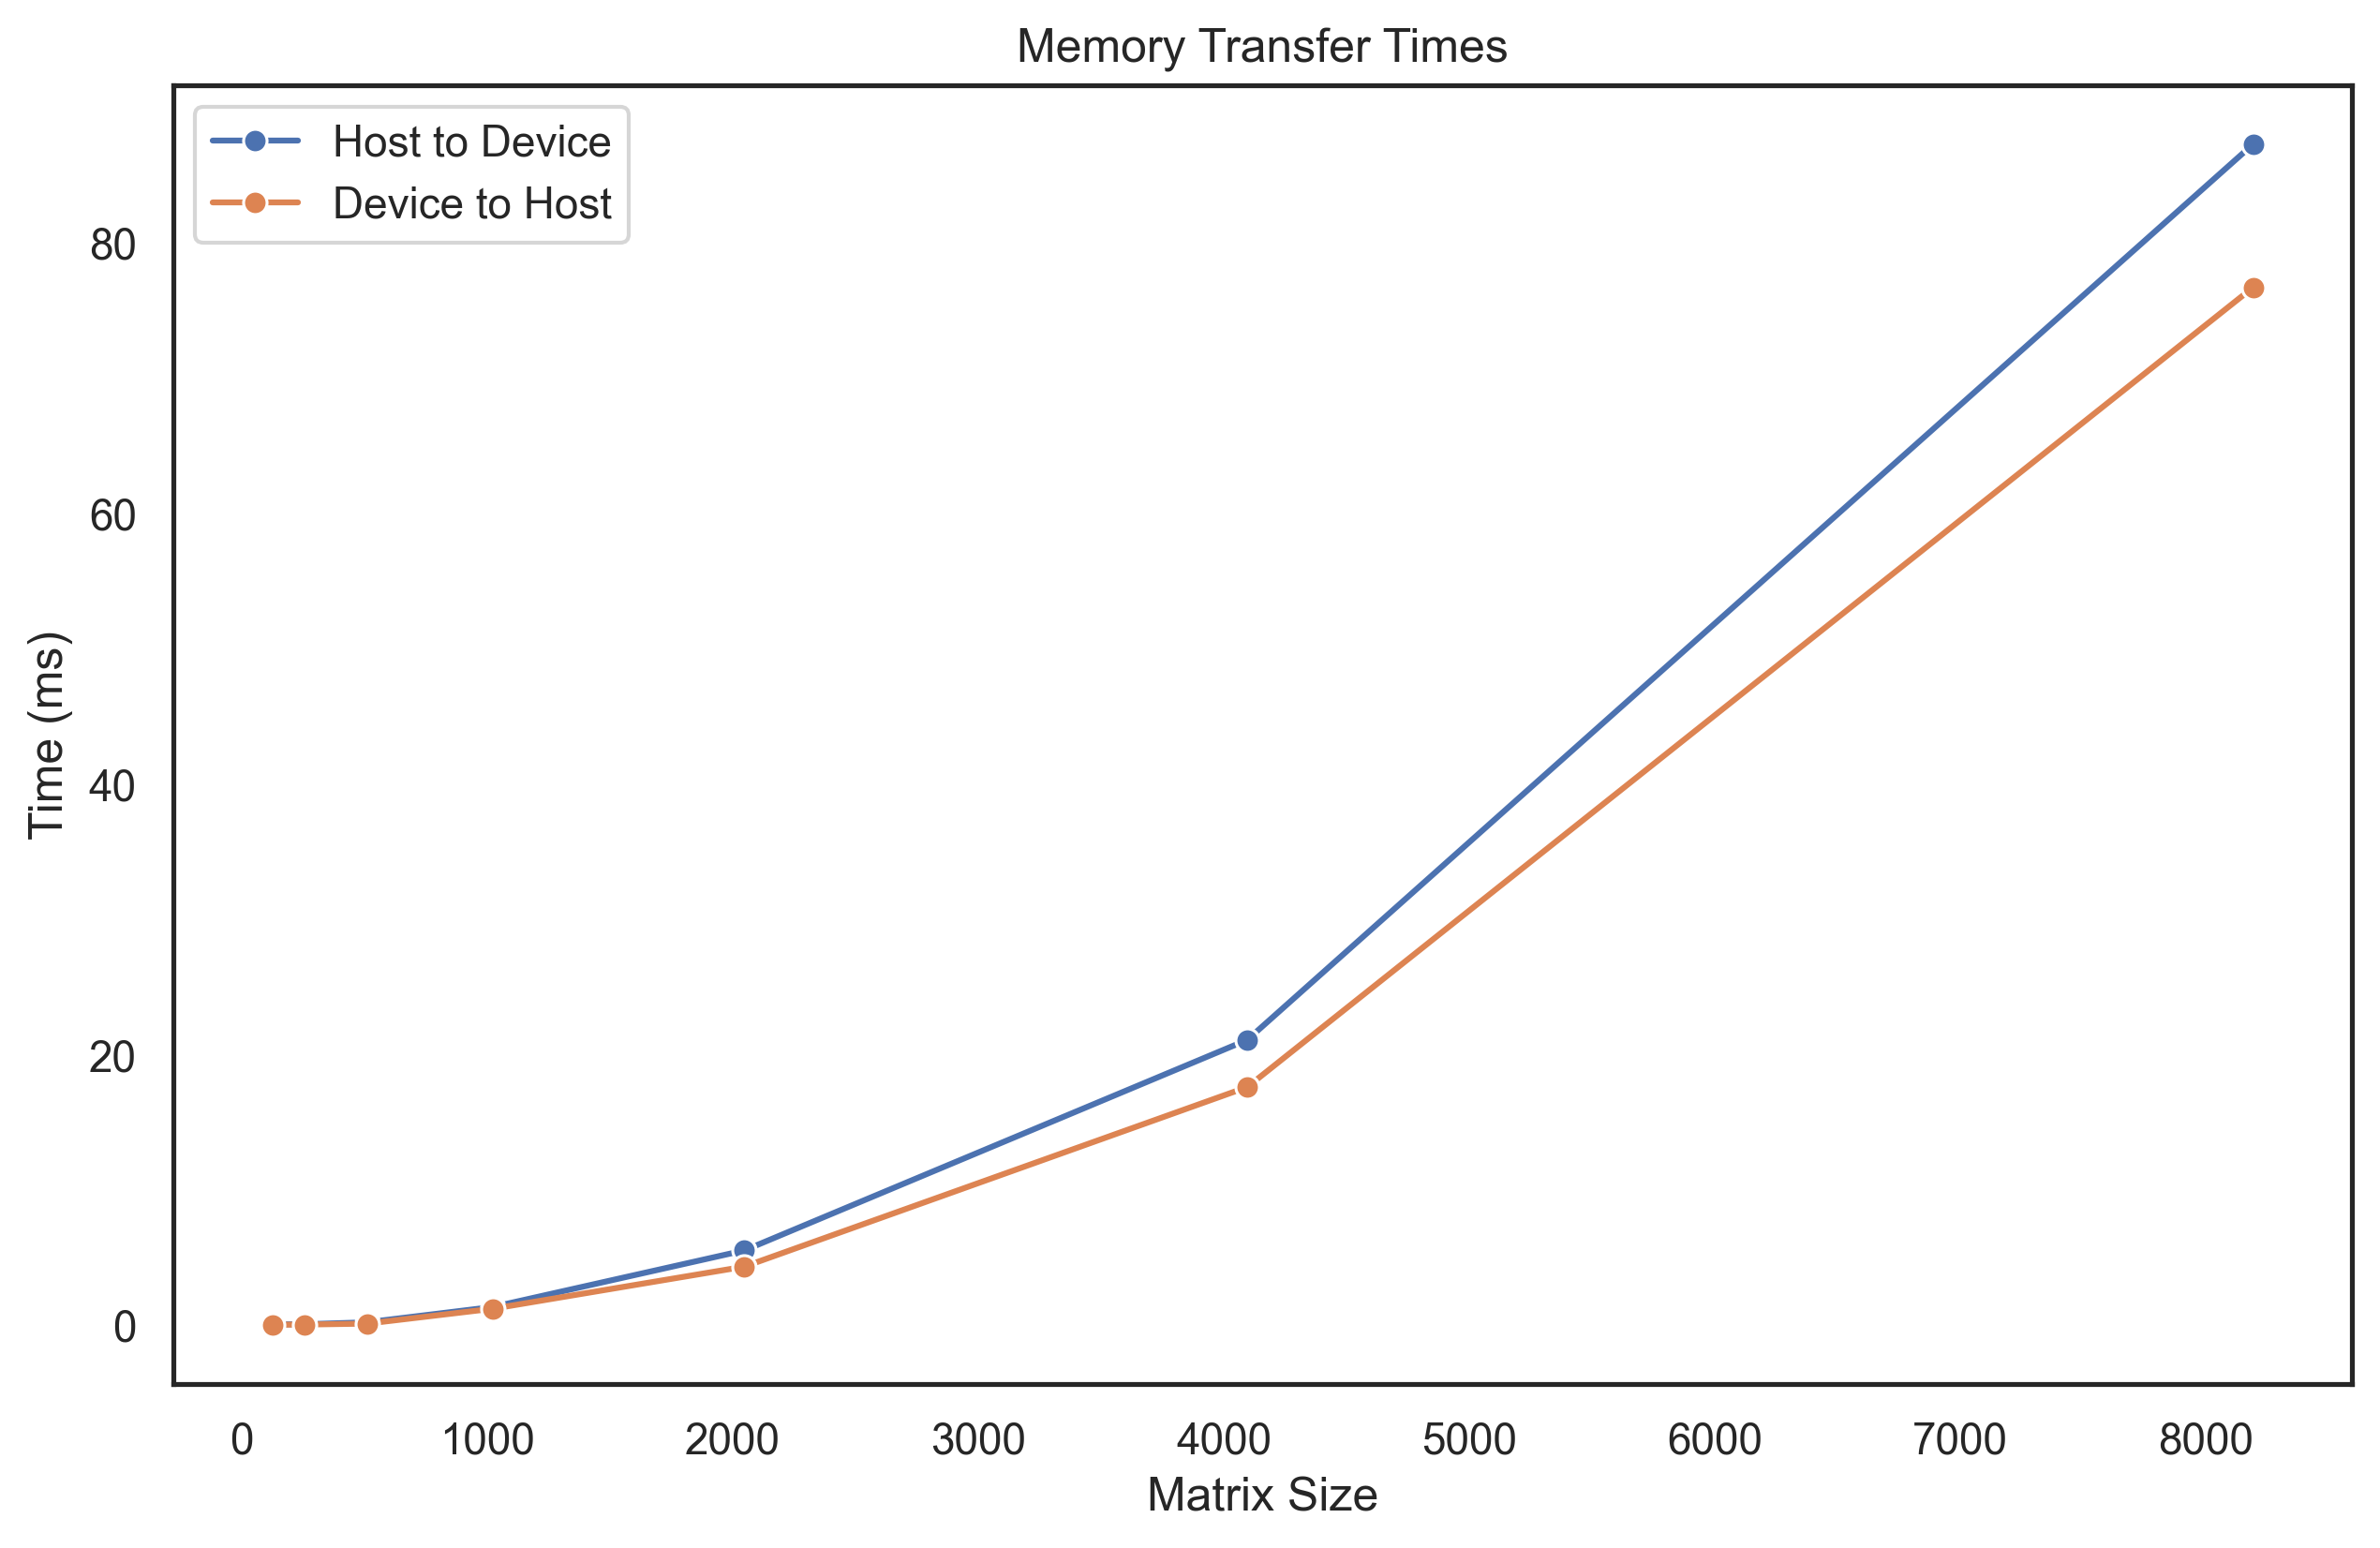 Memory Transfer Times
Host to Device
Device to Host
80
60
40
20
0
Time (ms)
0 1000 2000 3000 4000 5000 6000 7000 8000
Matrix Size